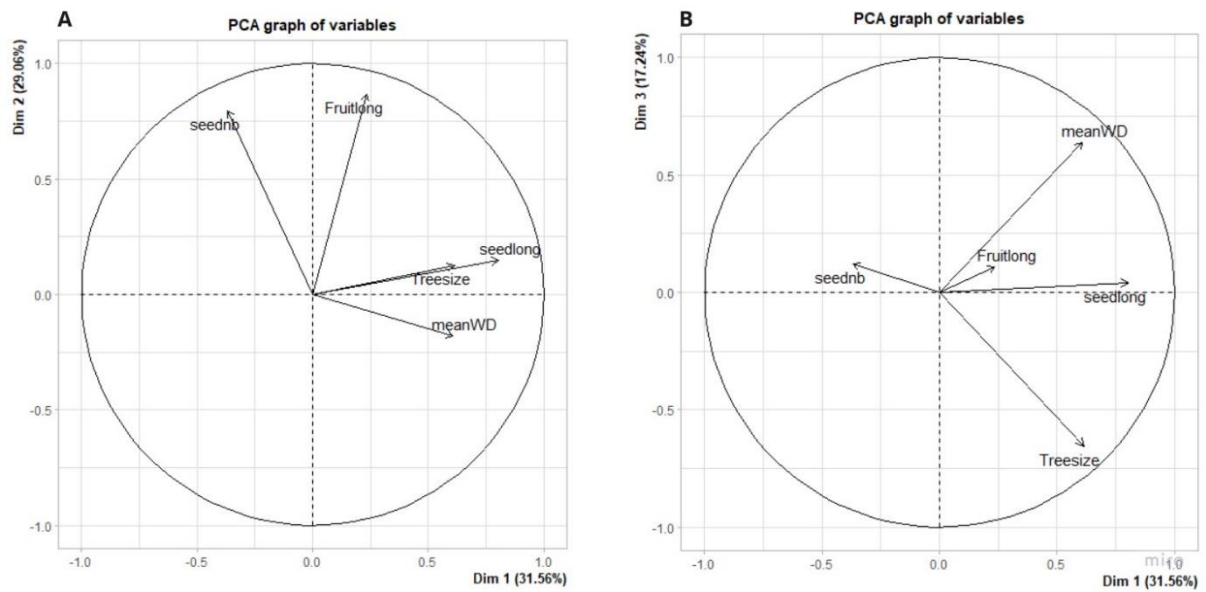 A
PCA graph of variables
Dim 2 (29.06%)
1.0
0.5
0.0
-0.5
-1.0
seednb
Fruitlong
seedlong
Treesize
meanWD
-1.0
-0.5
0.0
0.5
1.0
Dim 1 (31.56%)
B
PCA graph of variables
Dim 3 (17.24%)
1.0
0.5
0.0
-0.5
-1.0
meanWD
Fruitlong
seednb
seedlong
Treesize
-1.0
-0.5
0.0
0.5
1.0
miro
Dim 1 (31.56%)